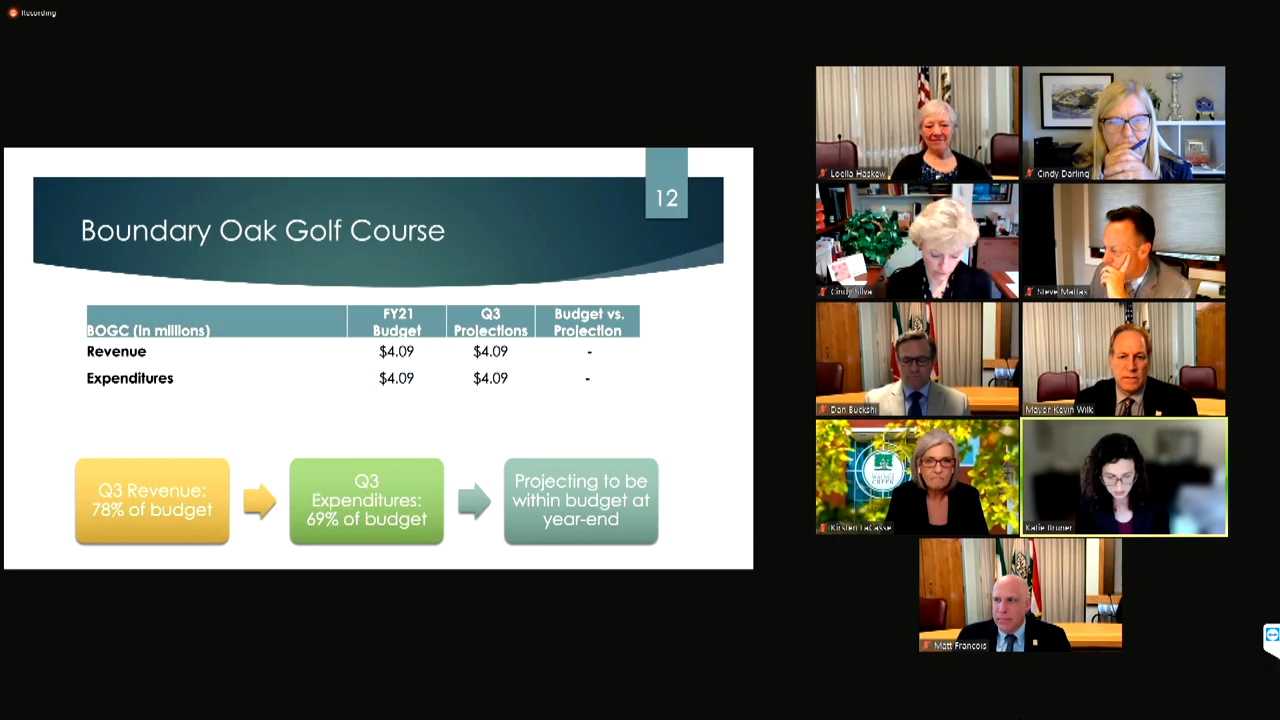 Recording
12
Boundary Oak Golf Course
BOGC (in millions)
FY21 Budget
Q3 Projections
Budget vs. Projection
Revenue $4.09 $4.09 -
Expenditures $4.09 $4.09 -
Q3 Revenue:
78% of budget
Q3
Expenditures:
69% of budget
Projecting to be
within budget at
year-end
Loella Haskew
Cindy Darling
Cindy Silva
Steve Mattas
Dan Buckshi
Mayor Kevin Wilk
WALNUT
CREEK
Kirsten LaCasse
Katie Bruner
Matt Francois